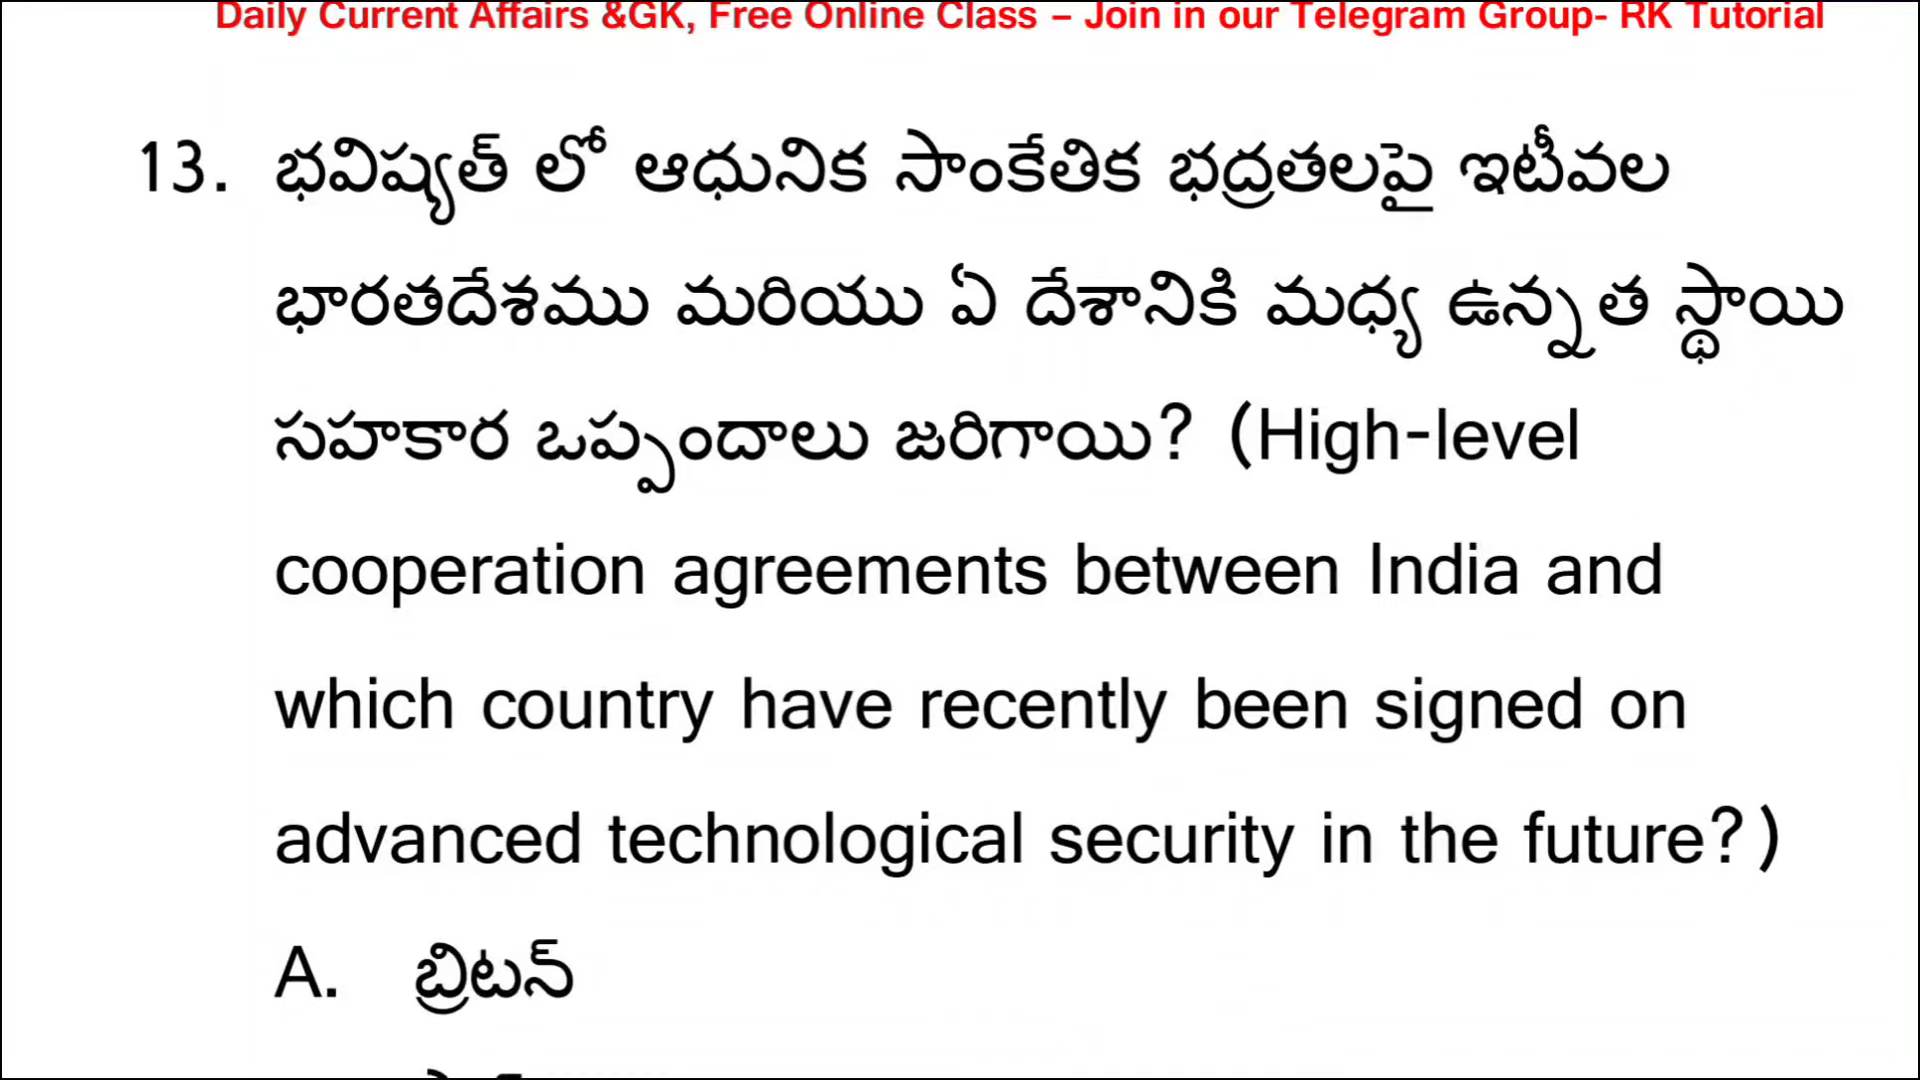 Daily Current Affairs &GK, Free Online Class – Join in our Telegram Group- RK Tutorial
13. భవిష్యత్ లో ఆధునిక సాంకేతిక భద్రతలపై ఇటీవల
భారతదేశము మరియు ఏ దేశానికి మధ్య ఉన్నత స్థాయి
సహకార ఒప్పందాలు జరిగాయి? (High-level
cooperation agreements between India and
which country have recently been signed on
advanced technological security in the future?)
A. బ్రిటన్